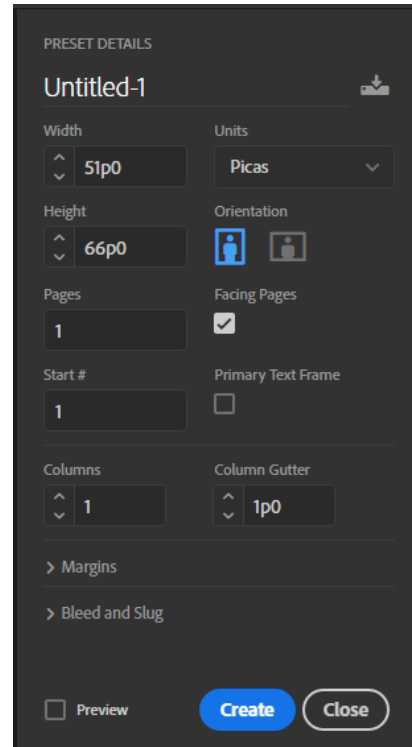 PRESET DETAILS
Untitled-1
Width Units
51p0 Picas
Height Orientation
66p0
Pages Facing Pages
1
Start # Primary Text Frame
1
Columns Column Gutter
1 1p0
Margins
Bleed and Slug
Preview Create Close